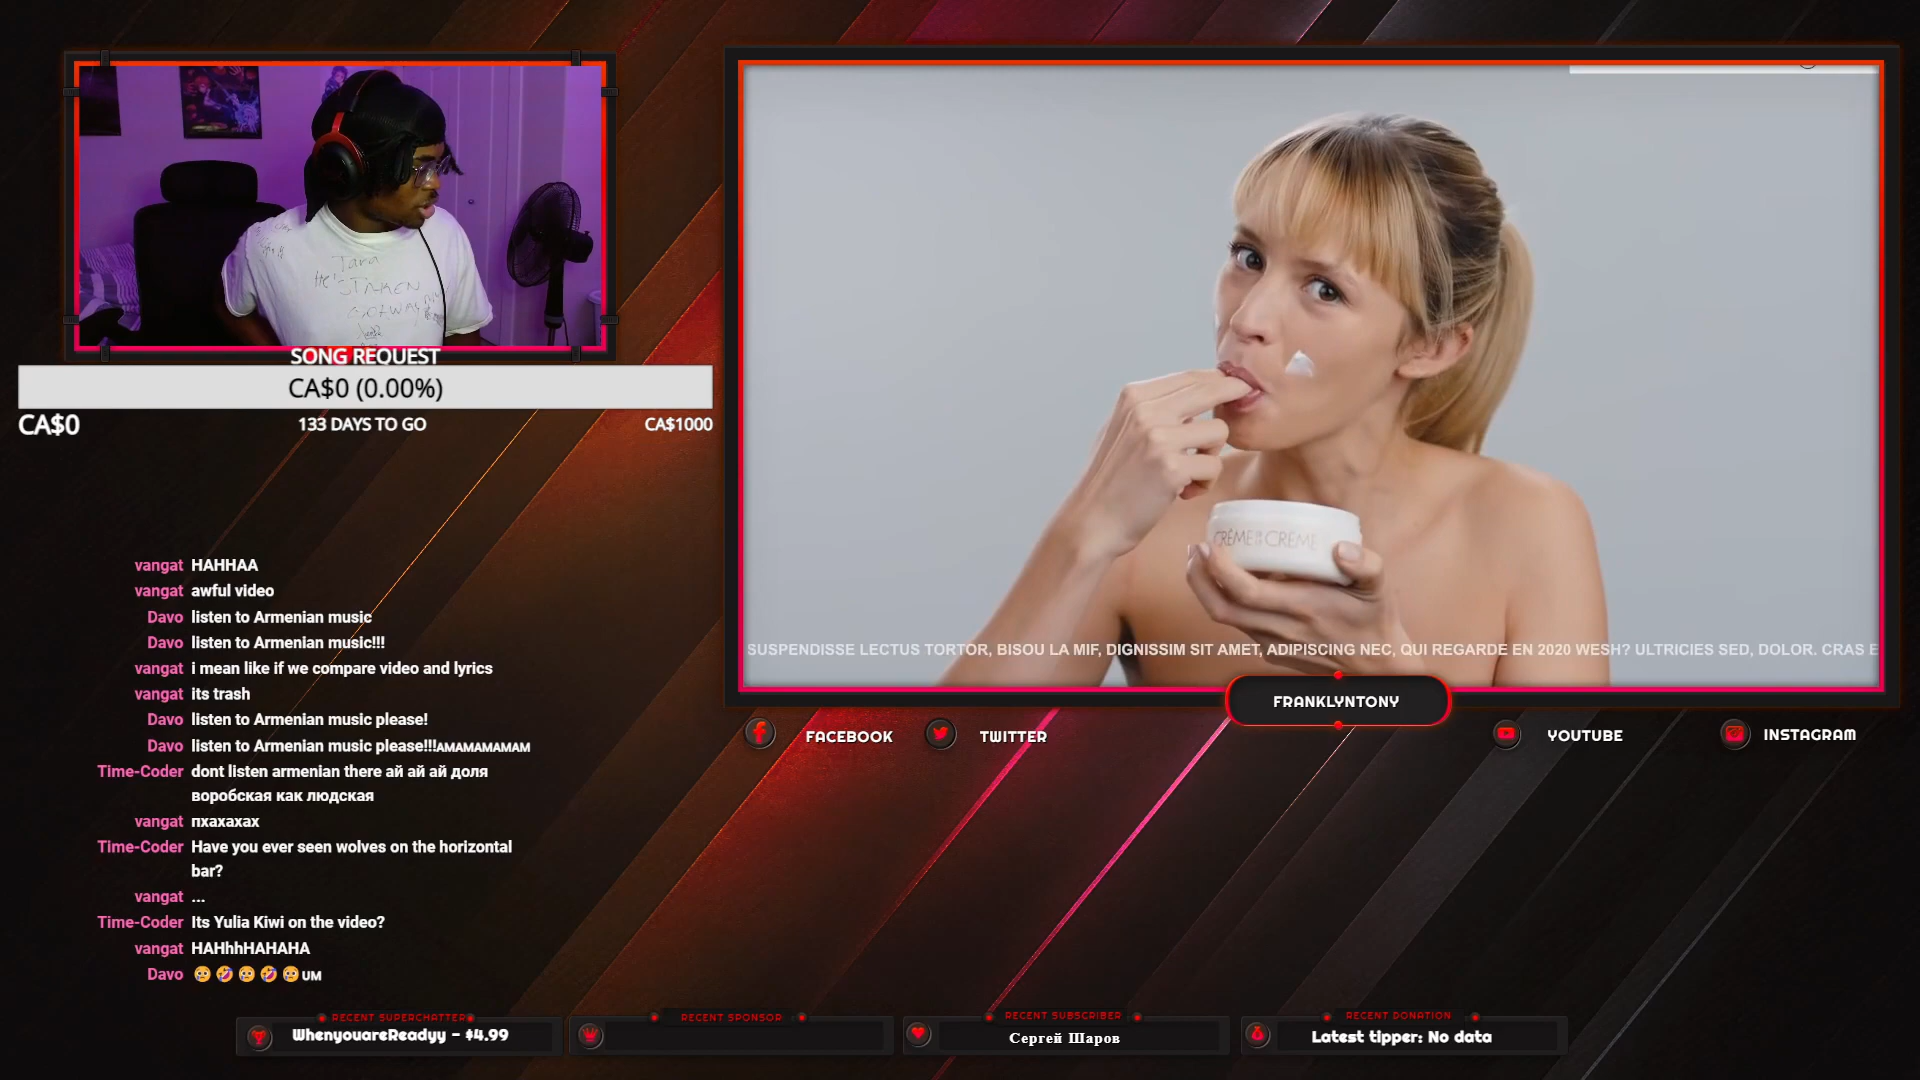 SONG REQUEST
CA$0 (0.00%)
CA$0
133 DAYS TO GO
CA$1000
vangat HAHHAA
vangat awful video
Davo listen to Armenian music
Davo listen to Armenian music!!!
vangat i mean like if we compare video and lyrics
vangat its trash
Davo listen to Armenian music please!
Davo listen to Armenian music please!!!AMAMAMAMAM
Time-Coder dont listen armenian there ай ай ай доля
воробская как людская
vangat пхахахах
Time-Coder Have you ever seen wolves on the horizontal
bar?
vangat ...
Time-Coder Its Yulia Kiwi on the video?
vangat HAHhhHAHAHA
Davo 😳🤣😳🤣😳UM
CRÈME DE LA CRÈME
SUSPENDISSE LECTUS TORTOR, BISOU LA MIF, DIGNISSIM SIT AMET, ADIPISCING NEC, QUI REGARDE EN 2020 WESH? ULTRICIES SED, DOLOR. CRAS E
FRANKLYNTONY
FACEBOOK
TWITTER
YOUTUBE
INSTAGRAM
RECENT SUPERCHATTER
WhenyouareReadyy - $4.99
RECENT SPONSOR
RECENT SUBSCRIBER
Сергей Шаров
RECENT DONATION
Latest tipper: No data